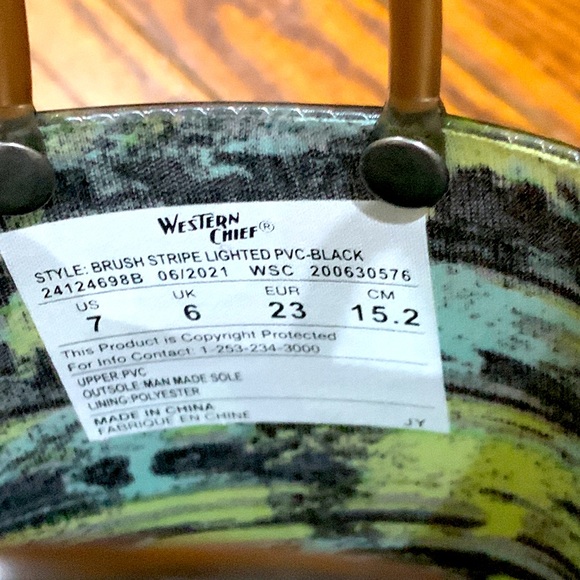 WESTERN
CHIEF®
STYLE: BRUSH STRIPE LIGHTED PVC-BLACK
24124698B 06/2021 WSC 200630576
US UK EUR CM
7 6 23 15.2
This Product is Copyright Protected
For Info Contact: 1-253-234-3000
UPPER:PVC
OUTSOLE:MAN MADE SOLE
LINING:POLYESTER
MADE IN CHINA
FABRIQUE EN CHINE JY